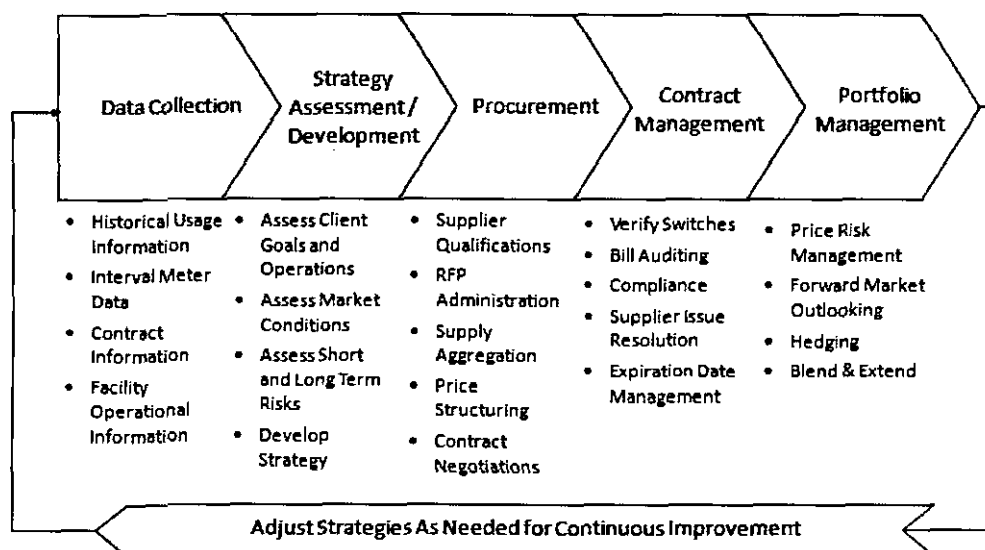 Data Collection
Strategy
Assessment /
Development
Procurement
Contract
Management
Portfolio
Management
• Historical Usage
Information
• Interval Meter
Data
• Contract
Information
• Facility
Operational
Information
• Assess Client
Goals and
Operations
• Assess Market
Conditions
• Assess Short
and Long Term
Risks
• Develop
Strategy
• Supplier
Qualifications
• RFP
Administration
• Supply
Aggregation
• Price
Structuring
• Contract
Negotiations
• Verify Switches
• Bill Auditing
• Compliance
• Supplier Issue
Resolution
• Expiration Date
Management
• Price Risk
Management
• Forward Market
Outlooking
• Hedging
• Blend & Extend
Adjust Strategies As Needed for Continuous Improvement